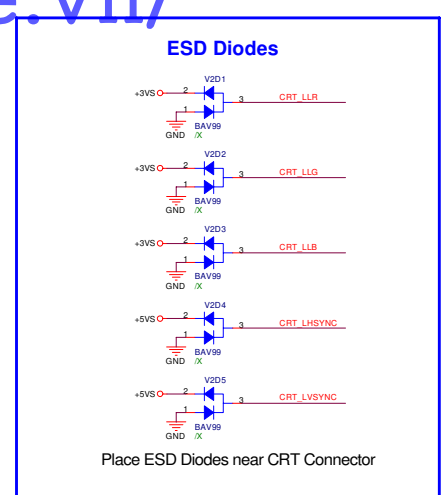 ESD Diodes
V2D1
+3VS 2
3 CRT_LLR
1
GND BAV99
/X
V2D2
+3VS 2
3 CRT_LLG
1
GND BAV99
/X
V2D3
+3VS 2
3 CRT_LLB
1
GND BAV99
/X
V2D4
+5VS 2
3 CRT_LHSYNC
1
GND BAV99
/X
V2D5
+5VS 2
3 CRT_LVSYNC
1
GND BAV99
/X
Place ESD Diodes near CRT Connector